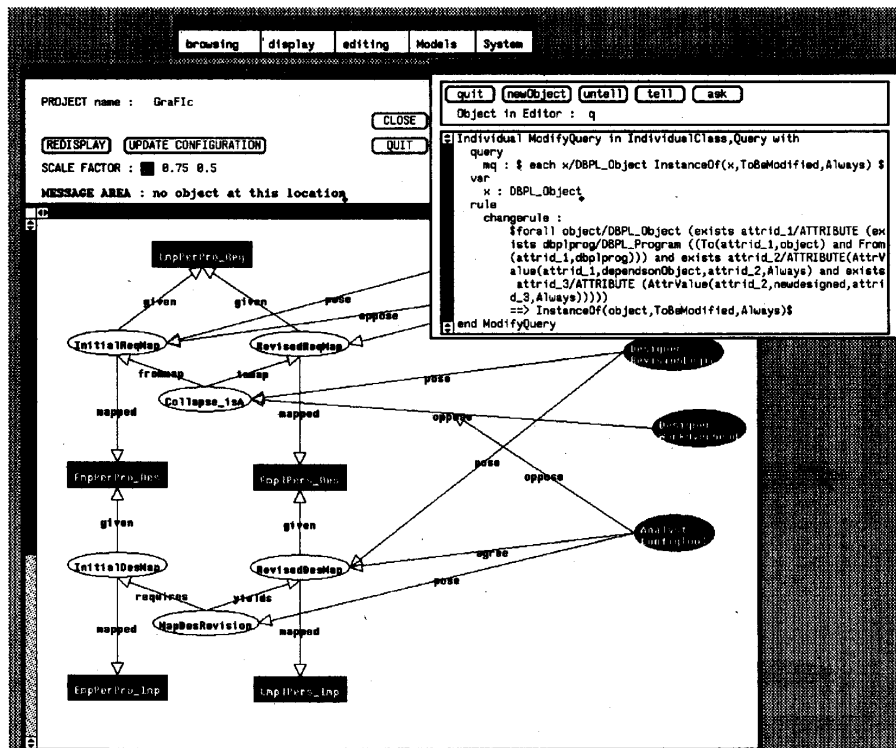 browsing display editing Models System
PROJECT name : GraFIc
CLOSE
REDISPLAY UPDATE CONFIGURATION QUIT
SCALE FACTOR : 0.75 0.5
MESSAGE AREA : no object at this location
quit newObject untell tell ask
Object in Editor : q
Individual ModifyQuery in IndividualClass,Query with
query
mq : $ each x/DBPL_Object InstanceOf(x,ToBeModified,Always) $
var
x : DBPL_Object
rule
changerule :
$forall object/DBPL_Object (exists attrid_1/ATTRIBUTE (ex
ists dbplprog/DBPL_Program ((To(attrid_1,object) and From
(attrid_1,dbplprog))) and exists attrid_2/ATTRIBUTE(AttrV
alue(attrid_1,dependsonObject,attrid_2,Always) and exists
attrid_3/ATTRIBUTE (AttrValue(attrid_2,newdesigned,attri
d_3,Always)))))
==> InstanceOf(object,ToBeModified,Always)$
end ModifyQuery
EmpPerPro_Req
given given pose
oppose
InitialReqMap RevisedReqMap
frommap tomap pose
Collapse_isA
mapped mapped oppose
Designer
Designer
pose
EmpPerPro_Des EmplPers_Des oppose
given given
Analyst
agree
InitialDesMap RevisedDesMap
pose
requires yields
MapDesRevision
mapped mapped
EmpPerPro_Imp EmplPers_Imp